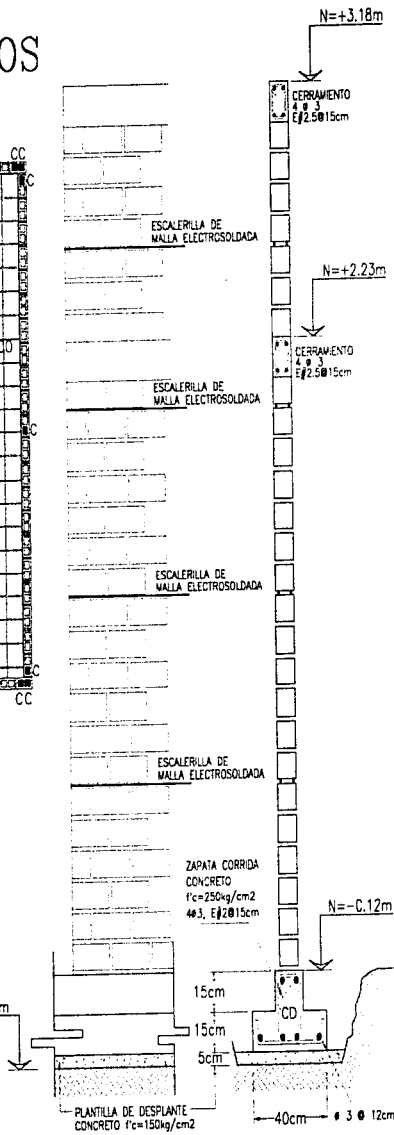 OS
N=+3.18m
CERRAMIENTO
4 # 3
E#2.5@15cm
CC
C
ESCALERILLA DE
MALLA ELECTROSOLDADA
N=+2.23m
CERRAMIENTO
4 # 3
E#2.5@15cm
ESCALERILLA DE
MALLA ELECTROSOLDADA
C
ESCALERILLA DE
MALLA ELECTROSOLDADA
C
CC
ESCALERILLA DE
MALLA ELECTROSOLDADA
ZAPATA CORRIDA
CONCRETO
f'c=250kg/cm2
4#3, E#2@15cm
N=-0.12m
15cm
CD
15cm
5cm
m
PLANTILLA DE DESPLANTE
CONCRETO f'c=150kg/cm2
40cm
# 3 @ 12cm